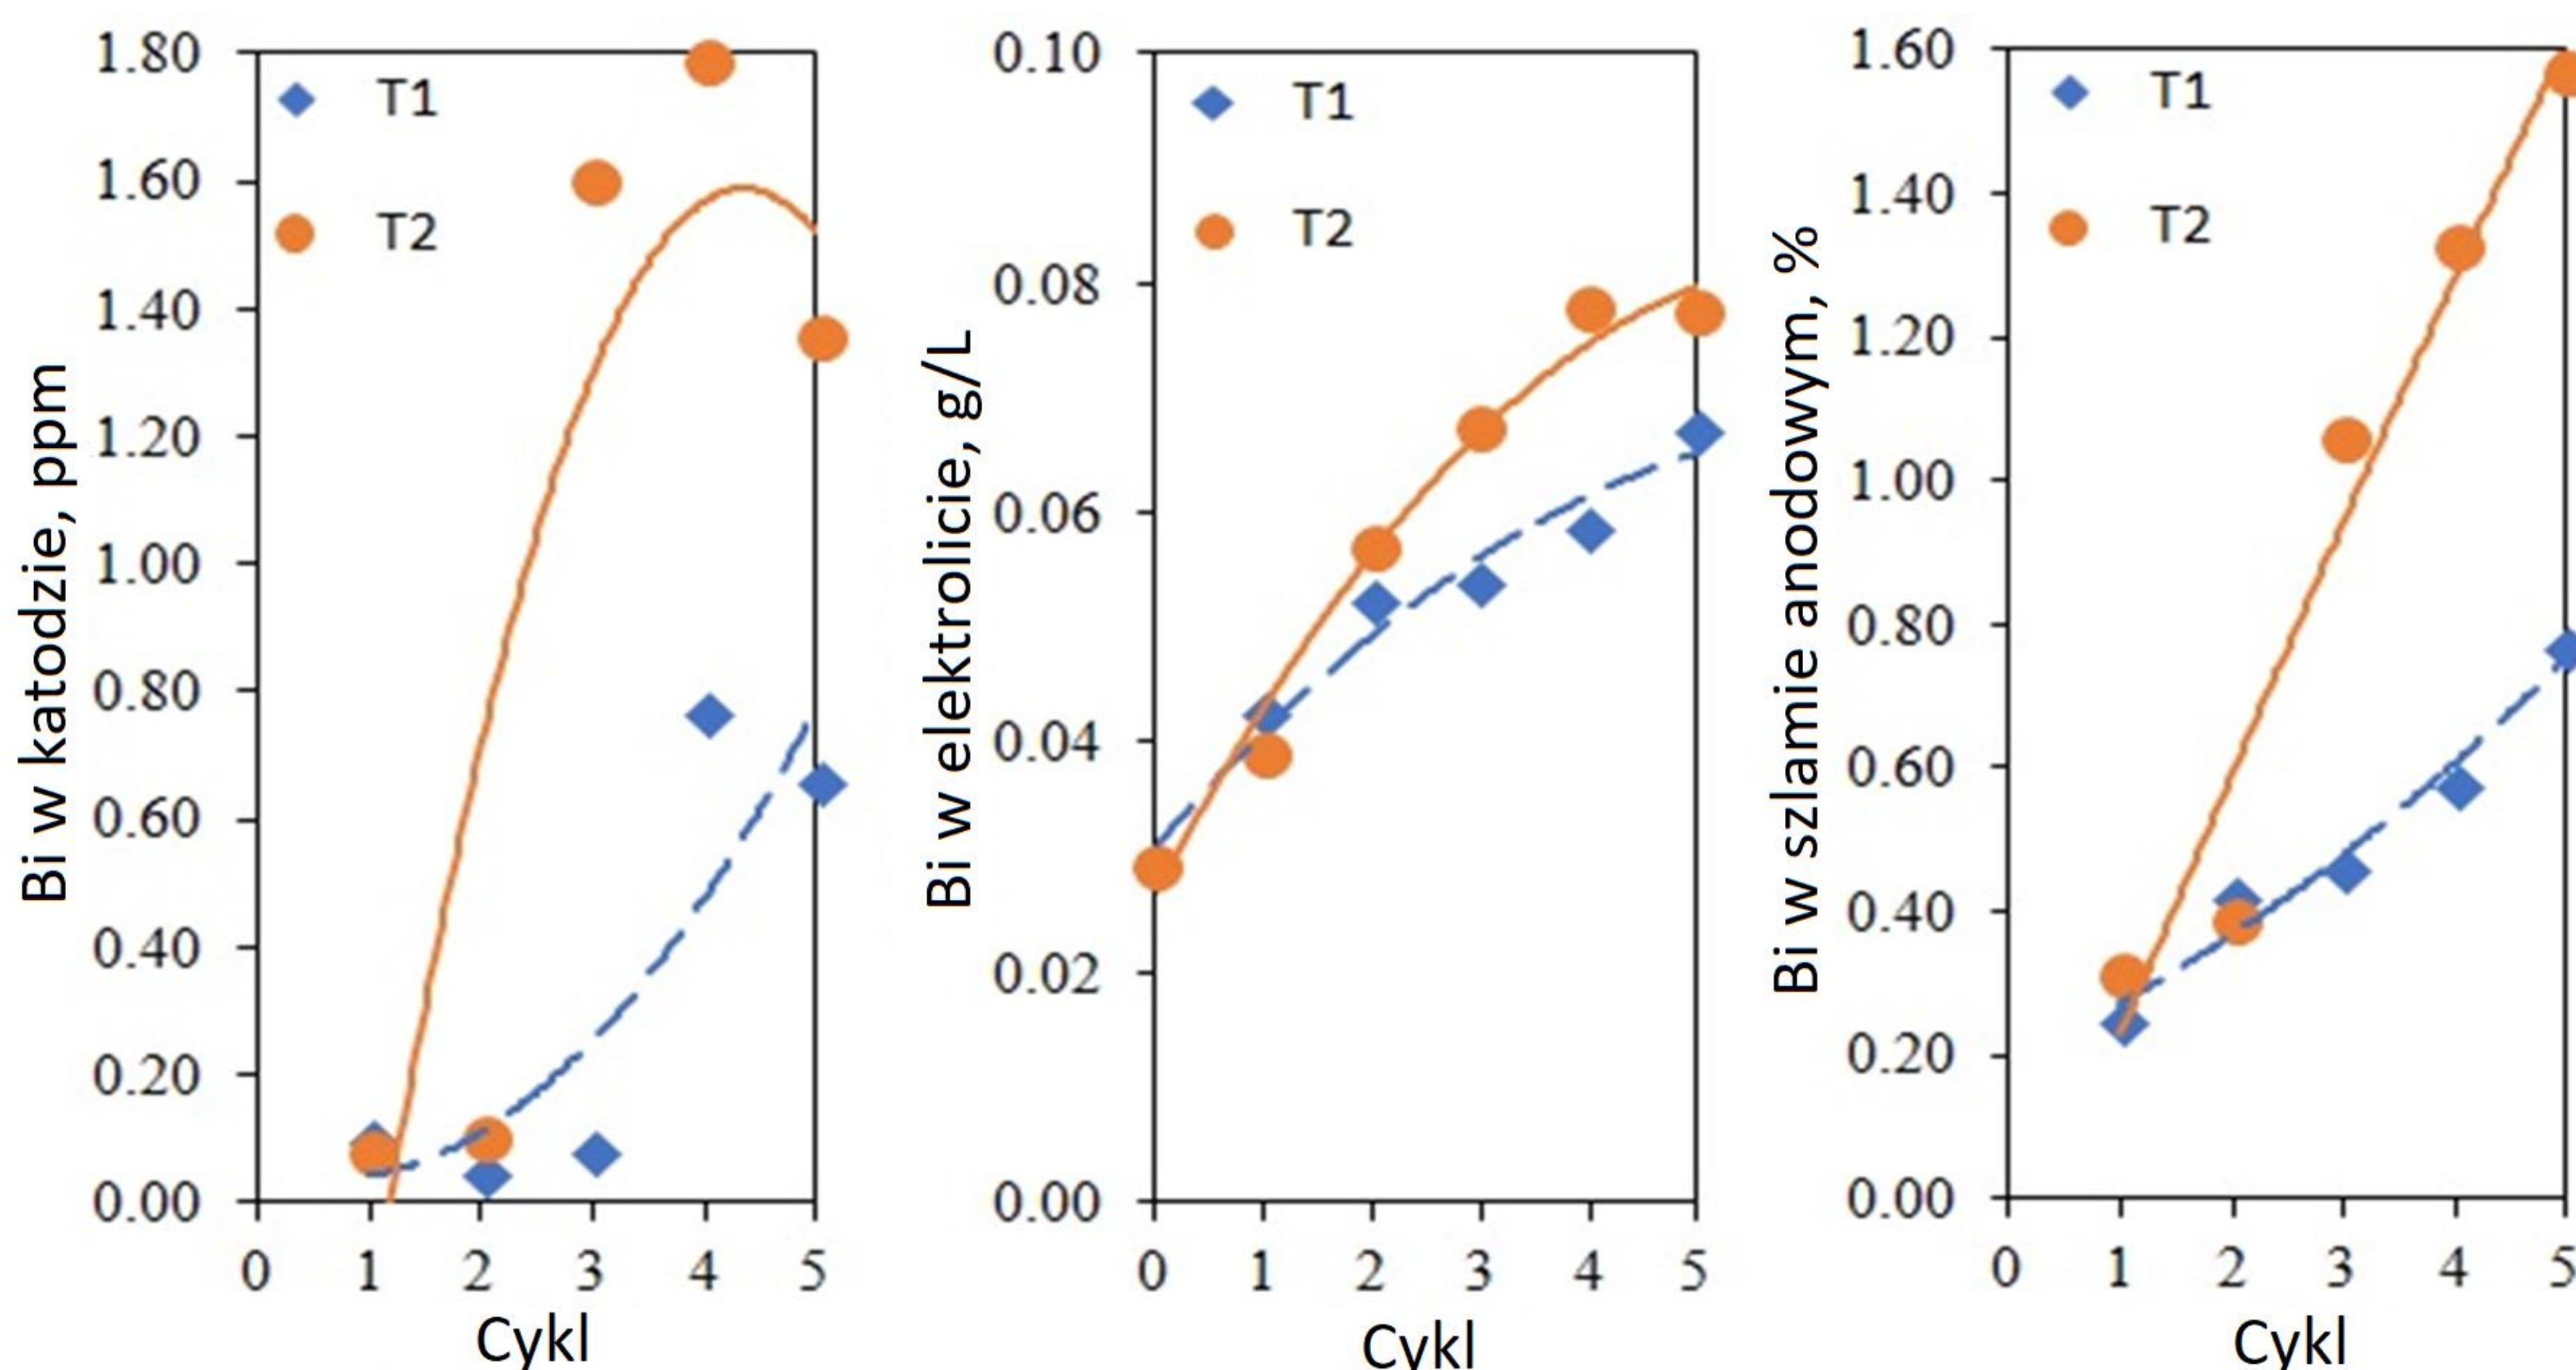 Bi w katodzie, ppm
1.80
1.60
1.40
1.20
1.00
0.80
0.60
0.40
0.20
0.00
T1
T2
0 1 2 3 4 5
Cykl
Bi w elektrolicie, g/L
0.10
0.08
0.06
0.04
0.02
0.00
T1
T2
0 1 2 3 4 5
Cykl
Bi w szlamie anodowym, %
1.60
1.40
1.20
1.00
0.80
0.60
0.40
0.20
0.00
T1
T2
0 1 2 3 4 5
Cykl